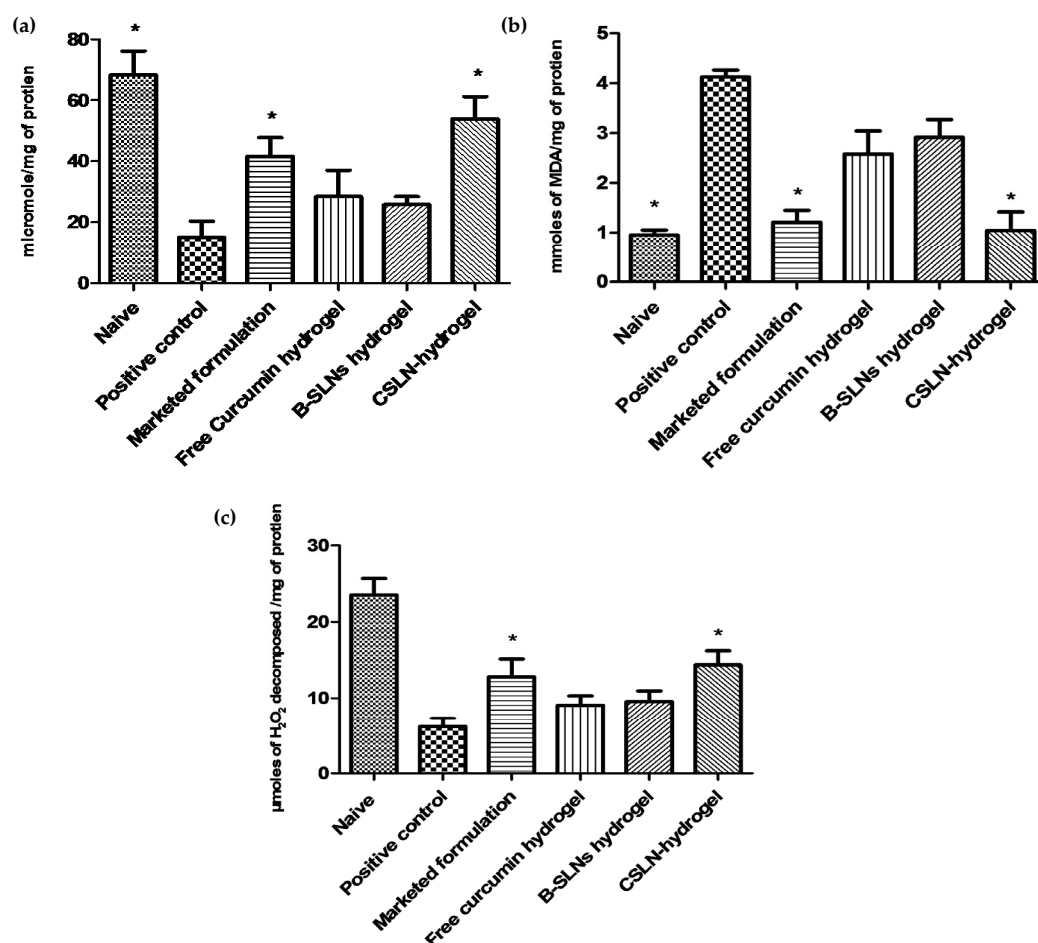 (a)
*
*
*
80
60
40
20
0
micromole/mg of protien
Naive
Positive control
Marketed formulation
Free Curcumin hydrogel
B-SLNs hydrogel
CSLN-hydrogel
(b)
5
4
3
2
1
0
mmoles of MDA/mg of protien
*
*
*
Naive
Positive control
Marketed formulation
Free curcumin hydrogel
B-SLNs hydrogel
CSLN-hydrogel
(c)
30
20
10
0
µmoles of H₂O₂ decomposed /mg of protien
*
*
Naive
Positive control
Marketed formulation
Free curcumin hydrogel
B-SLNs hydrogel
CSLN-hydrogel